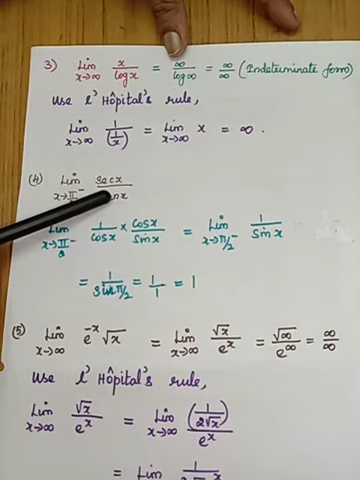 3) Lim x→∞ x/logx = ∞/log∞ = ∞/∞ (Indeterminate form)
Use l' Hôpital's rule,
Lim x→∞ 1/(1/x) = Lim x→∞ x = ∞.
(4) Lim x→π/2⁻ secx/
Lim x→π/2⁻ 1/cosx × cosx/sinx = Lim x→π/2⁻ 1/sinx
= 1/sinπ/2 = 1/1 = 1
(5) Lim x→∞ e^-x √x = Lim x→∞ √x/e^x = √∞/e^∞ = ∞/∞
Use l' Hôpital's rule,
Lim x→∞ √x/e^x = Lim x→∞ (1/2√x)/e^x
= Lim